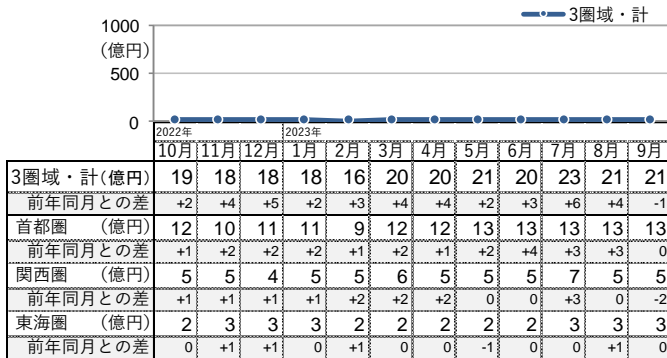 3圏域・計
1000
(億円)
500
0
2022年 2023年
10月 11月 12月 1月 2月 3月 4月 5月 6月 7月 8月 9月
3圏域・計(億円) 19 18 18 18 16 20 20 21 20 23 21 21
前年同月との差 +2 +4 +5 +2 +3 +4 +4 +2 +3 +6 +4 -1
首都圏 (億円) 12 10 11 11 9 12 12 13 13 13 13 13
前年同月との差 +1 +2 +2 +2 +1 +2 +1 +2 +4 +3 +3 0
関西圏 (億円) 5 5 4 5 5 6 5 5 5 7 5 5
前年同月との差 +1 +1 +1 +1 +2 +2 +2 0 0 +3 0 -2
東海圏 (億円) 2 3 3 3 2 2 2 2 2 3 3 3
前年同月との差 0 +1 +1 0 +1 0 0 -1 0 0 +1 0